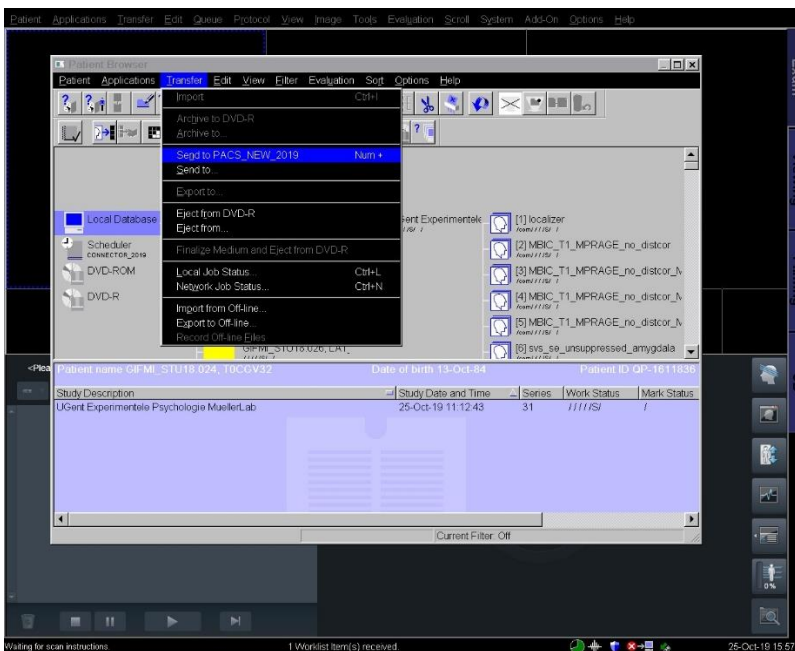 Patient Applications Transfer Edit Queue Protocol View Image Tools Evaluation Scroll System Add-On Options Help
Patient Browser
Patient Applications Transfer Edit View Filter Evaluation Sort Options Help
Import Ctrl+I
Archive to DVD-R
Archive to...
Send to PACS_NEW_2019 Num +
Send to...
Export to...
Eject from DVD-R
Eject from...
Finalize Medium and Eject from DVD-R
Local Job Status... Ctrl+L
Network Job Status... Ctrl+N
Import from Off-line...
Export to Off-line...
Record Off-line Files
Local Database
Scheduler
CONNECTOR_2019
DVD-ROM
DVD-R
Gent Experimentele
[1] localizer
[2] MBIC_T1_MPRAGE_no_distcor
[3] MBIC_T1_MPRAGE_no_distcor_N
[4] MBIC_T1_MPRAGE_no_distcor_N
[5] MBIC_T1_MPRAGE_no_distcor_N
[6] svs_se_unsuppressed_amygdala
GIFMI_STU18.026, LAT_
<Plea
Patient name GIFMI_STU18.024, T0CGV32 Date of birth 13-Oct-84 Patient ID QP-1611836
Study Description Study Date and Time Series Work Status Mark Status
UGent Experimentele Psychologie MuellerLab 25-Oct-19 11:12:43 31 / / / / /S/ /
Current Filter: Off
0%
Waiting for scan instructions. 1 Worklist Item(s) received. 25-Oct-19 15:57